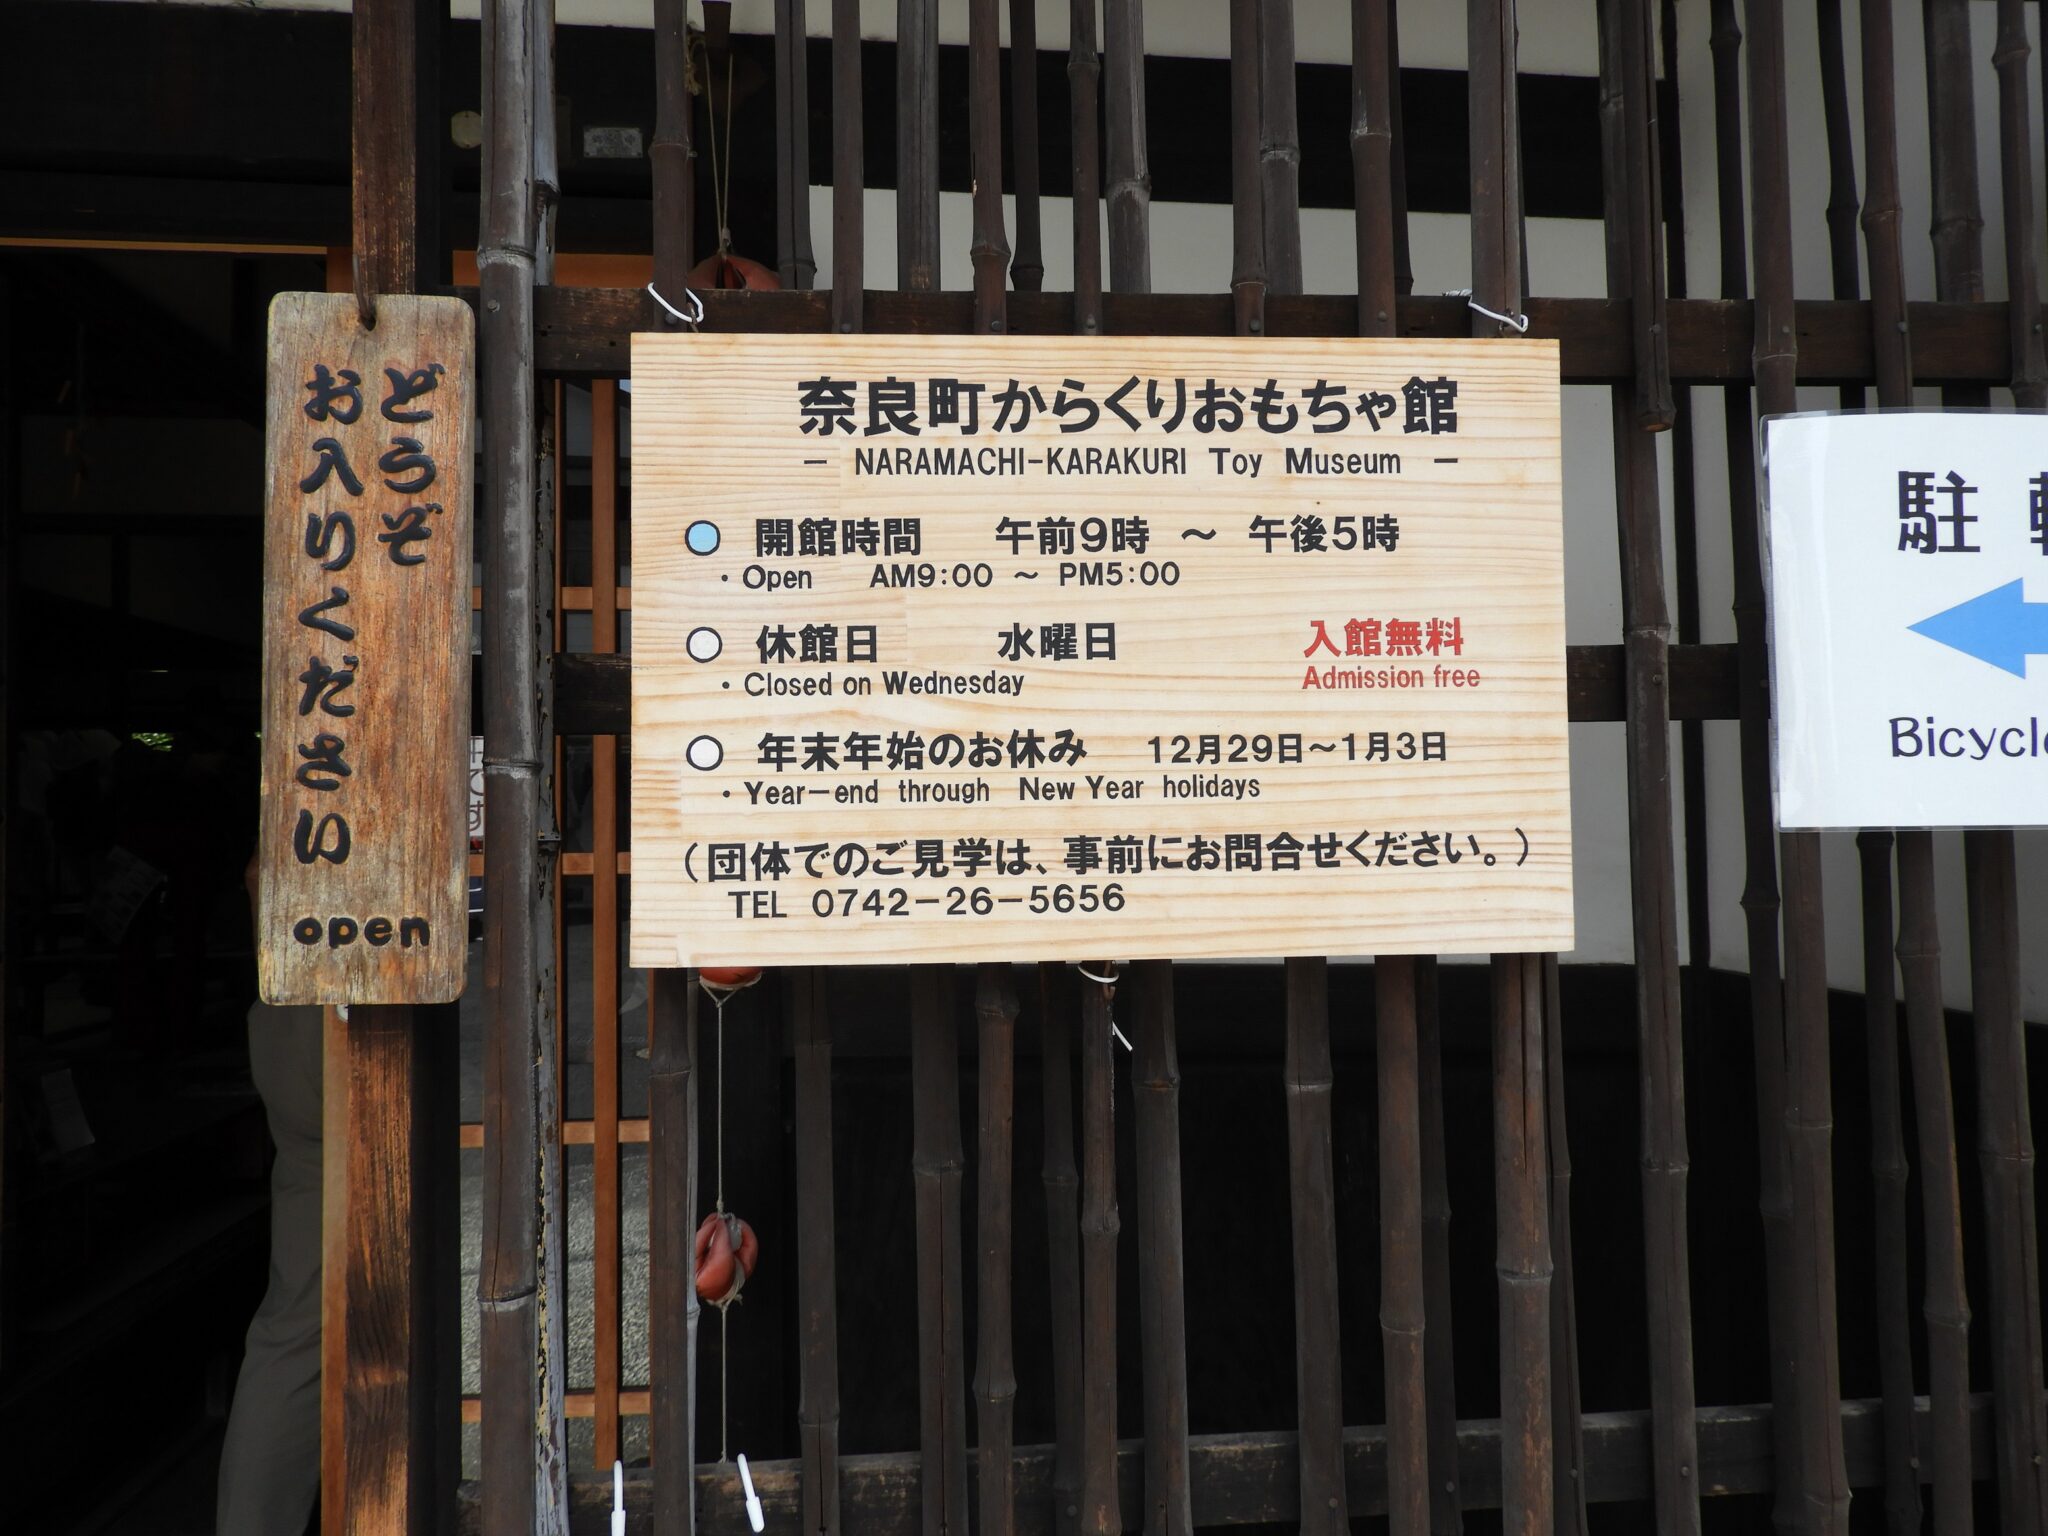 どうぞ
お入りください
open
奈良町からくりおもちゃ館
― NARAMACHI-KARAKURI Toy Museum ―
開館時間 午前9時 ～ 午後5時
・Open AM9:00 ～ PM5:00
休館日 水曜日 入館無料
・Closed on Wednesday Admission free
年末年始のお休み 12月29日～1月3日
・Year-end through New Year holidays
(団体でのご見学は、事前にお問合せください。)
TEL 0742-26-5656
駐
Bicycle